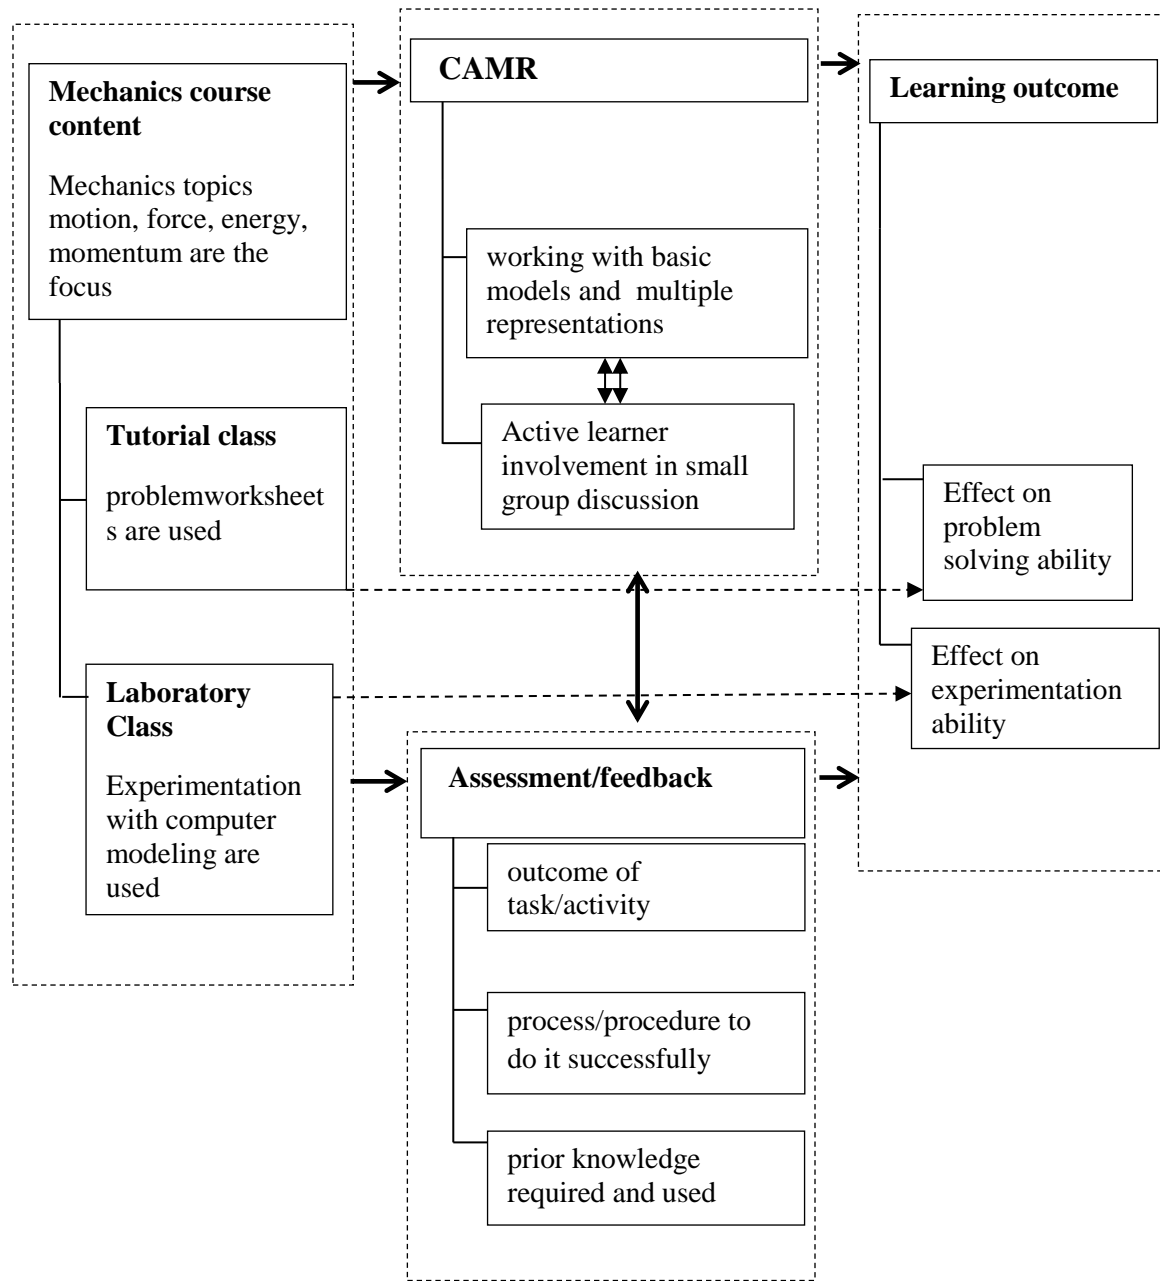 Mechanics course
content
Mechanics topics
motion, force, energy,
momentum are the
focus
Tutorial class
problemworksheet
s are used
Laboratory
Class
Experimentation
with computer
modeling are
used
CAMR
working with basic
models and  multiple
representations
Active learner
involvement in small
group discussion
Assessment/feedback
outcome of
task/activity
process/procedure to
do it successfully
prior knowledge
required and used
Learning outcome
Effect on
problem
solving ability
Effect on
experimentation
ability